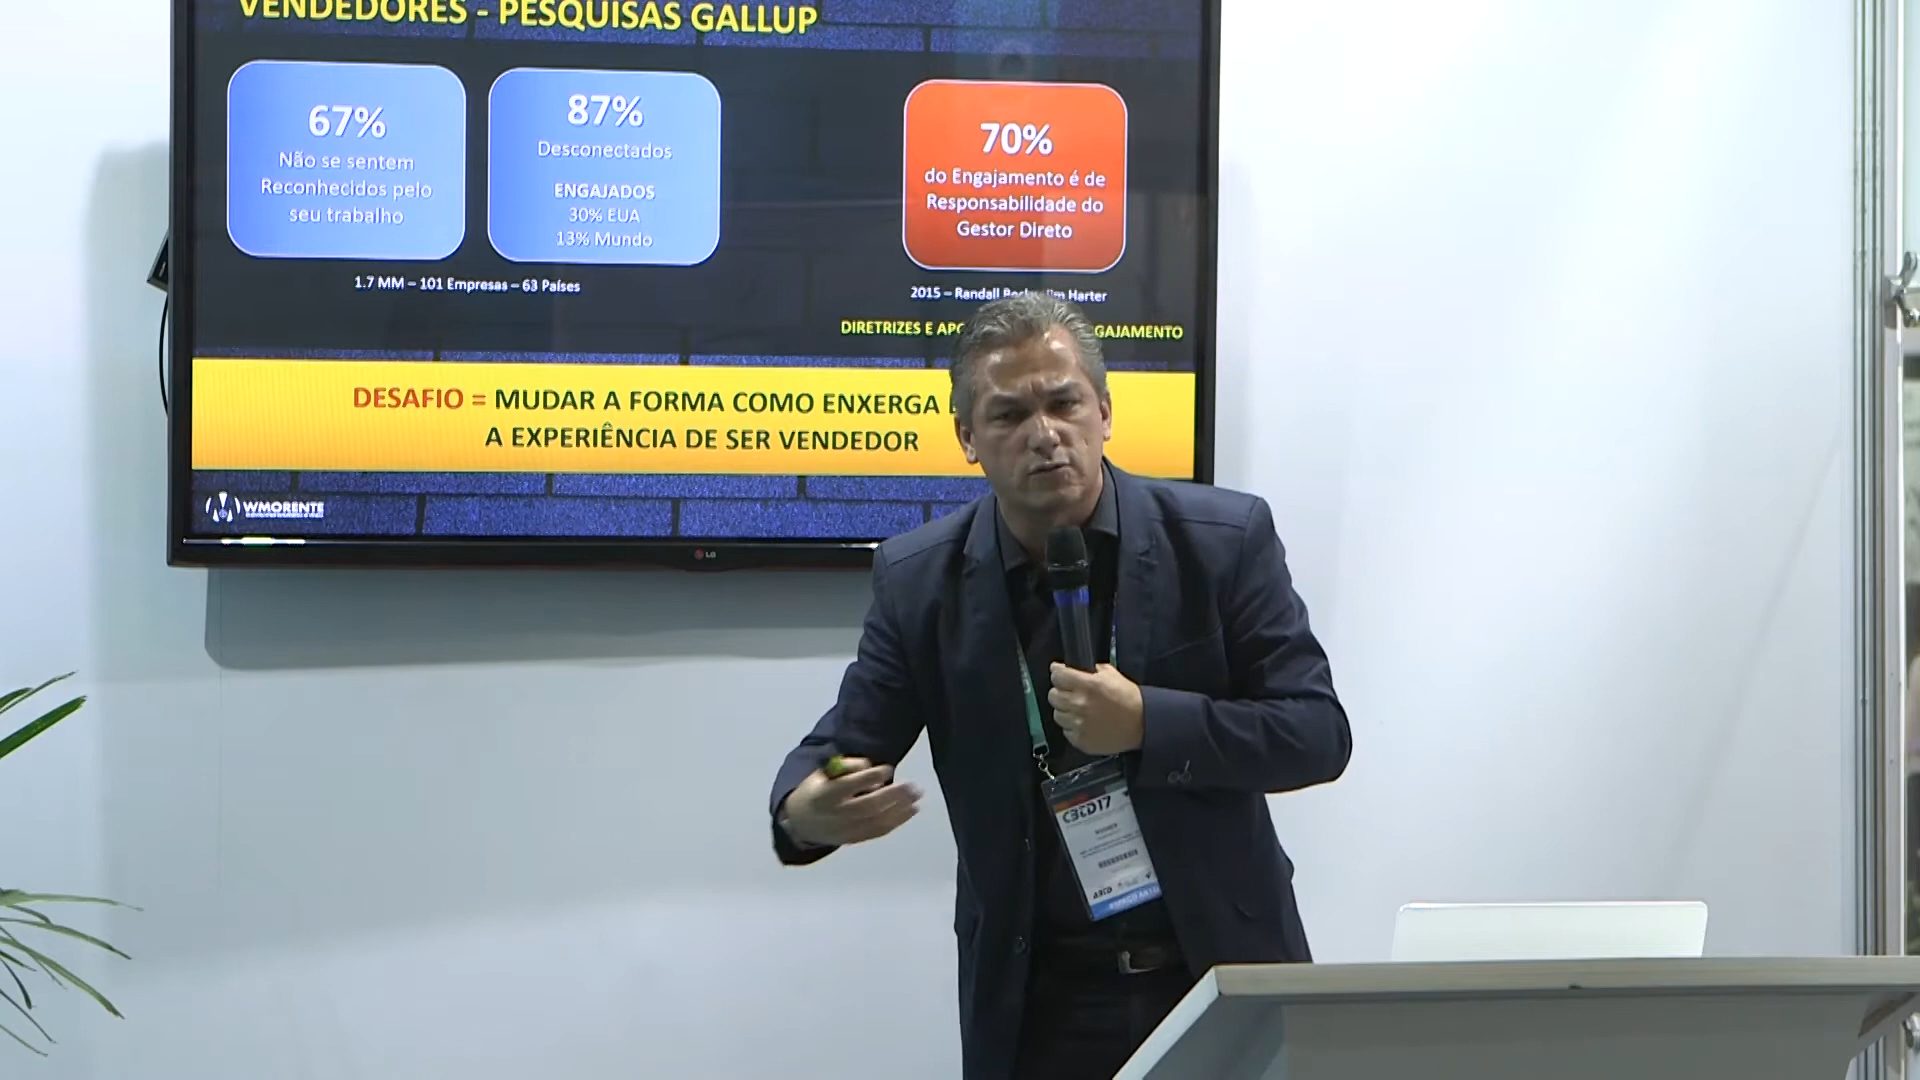 VENDEDORES - PESQUISAS GALLUP
67%
Não se sentem
Reconhecidos pelo
seu trabalho
87%
Desconectados
ENGAJADOS
30% EUA
13% Mundo
1.7 MM – 101 Empresas – 63 Países
70%
do Engajamento é de
Responsabilidade do
Gestor Direto
2015 – Randall Harter
DIRETRIZES E
DESAFIO = MUDAR A FORMA COMO ENXERGA
A EXPERIÊNCIA DE SER VENDEDOR
WMORENTE
LG
CBTD17
ABTD